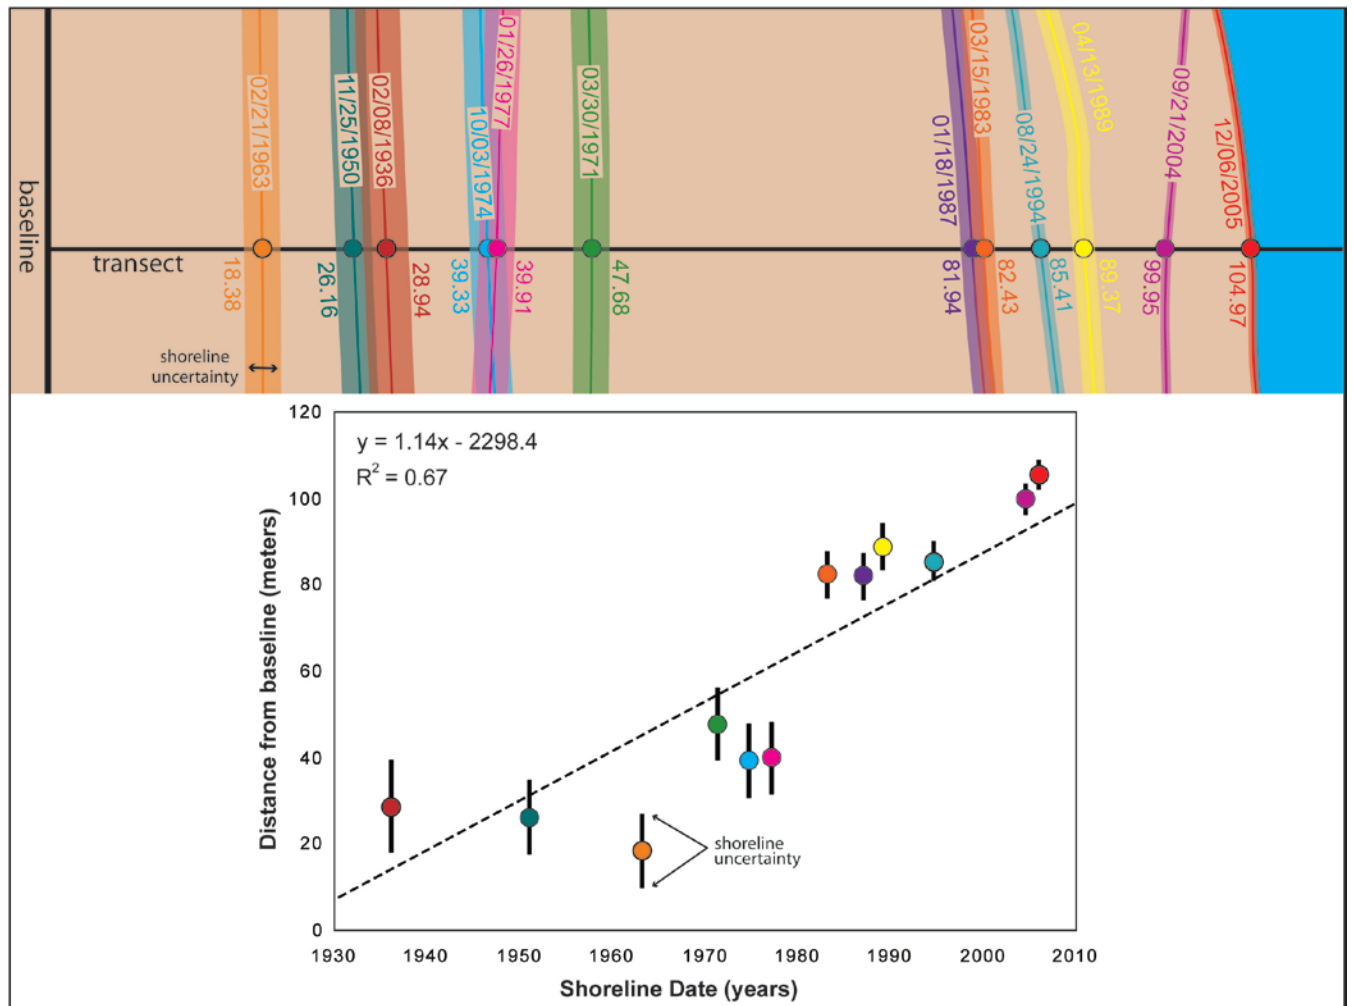 02/21/1963
11/25/1950
02/08/1936
10/03/1974
01/26/1977
03/30/1971
01/18/1987
03/15/1983
08/24/1994
04/13/1989
09/21/2004
12/06/2005
baseline
transect
18.38
26.16
28.94
39.33
39.91
47.68
81.94
82.43
85.41
89.37
99.95
104.97
shoreline
uncertainty
y = 1.14x - 2298.4
R² = 0.67
Distance from baseline (meters)
120
100
80
60
40
20
0
shoreline
uncertainty
1930 1940 1950 1960 1970 1980 1990 2000 2010
Shoreline Date (years)